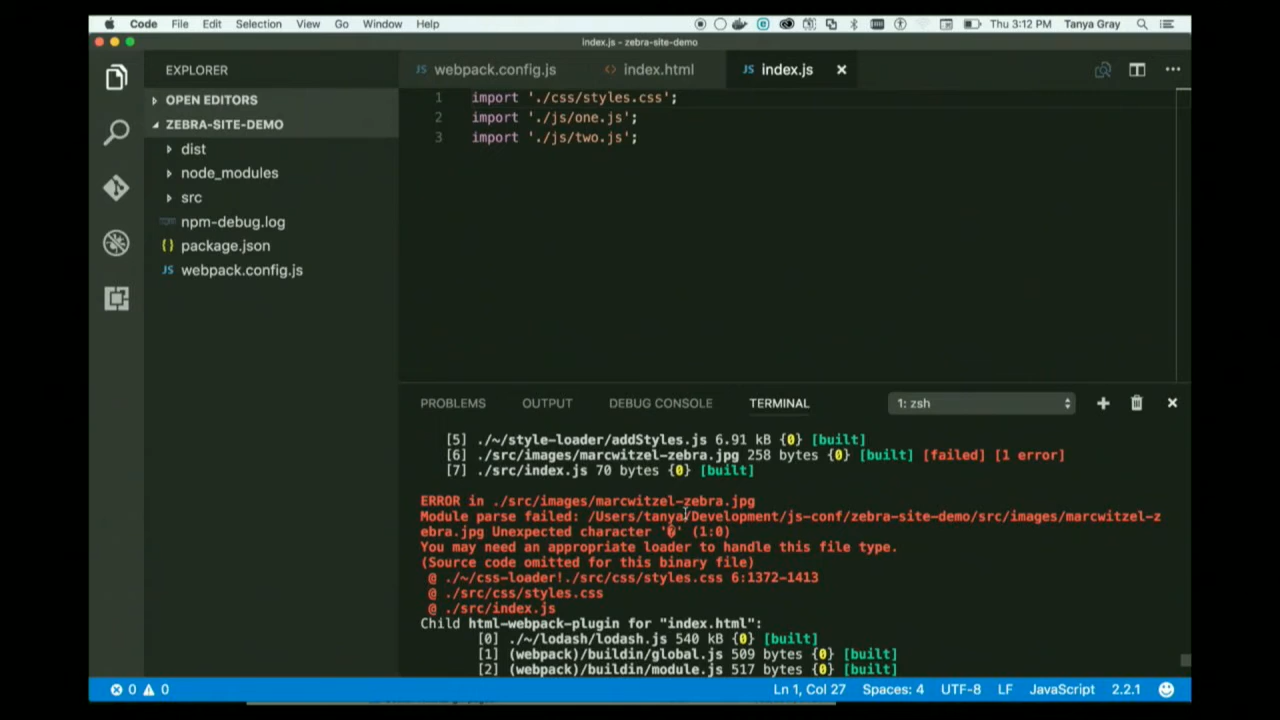 Code File Edit Selection View Go Window Help Thu 3:12 PM Tanya Gray
index.js - zebra-site-demo
EXPLORER
OPEN EDITORS
ZEBRA-SITE-DEMO
dist
node_modules
src
npm-debug.log
{} package.json
JS webpack.config.js
JS webpack.config.js <> index.html JS index.js
1 import './css/styles.css';
2 import './js/one.js';
3 import './js/two.js';
PROBLEMS OUTPUT DEBUG CONSOLE TERMINAL 1: zsh
[5] ./~/style-loader/addStyles.js 6.91 kB {0} [built]
[6] ./src/images/marcwitzel-zebra.jpg 258 bytes {0} [built] [failed] [1 error]
[7] ./src/index.js 70 bytes {0} [built]
ERROR in ./src/images/marcwitzel-zebra.jpg
Module parse failed: /Users/tanya/Development/js-conf/zebra-site-demo/src/images/marcwitzel-z
ebra.jpg Unexpected character '�' (1:0)
You may need an appropriate loader to handle this file type.
(Source code omitted for this binary file)
@ ./~/css-loader!./src/css/styles.css 6:1372-1413
@ ./src/css/styles.css
@ ./src/index.js
Child html-webpack-plugin for "index.html":
[0] ./~/lodash/lodash.js 540 kB {0} [built]
[1] (webpack)/buildin/global.js 509 bytes {0} [built]
[2] (webpack)/buildin/module.js 517 bytes {0} [built]
0 0 Ln 1, Col 27 Spaces: 4 UTF-8 LF JavaScript 2.2.1